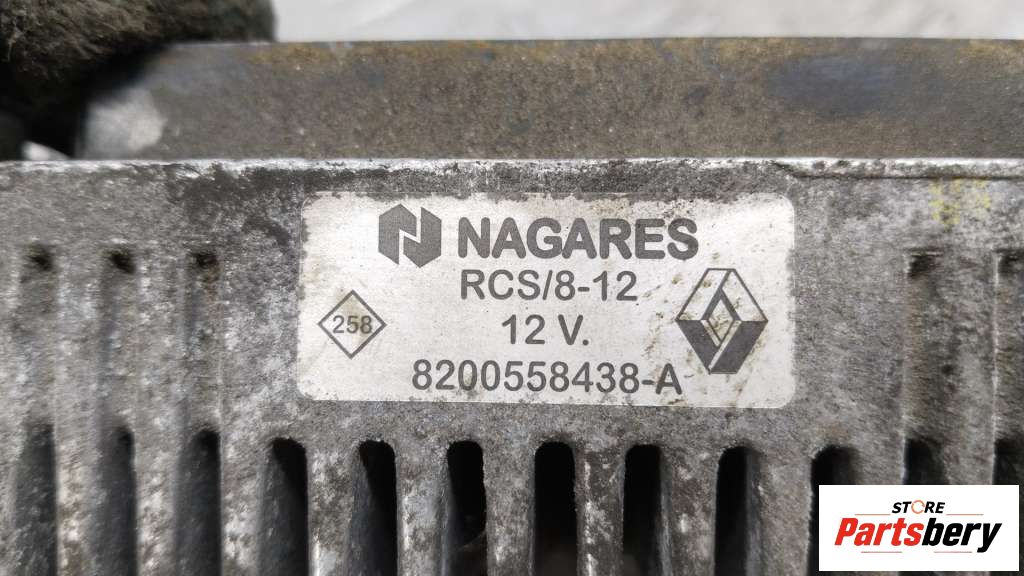 NAGARES
RCS/8-12
258
12 V.
8200558438-A
STORE
Partsbery